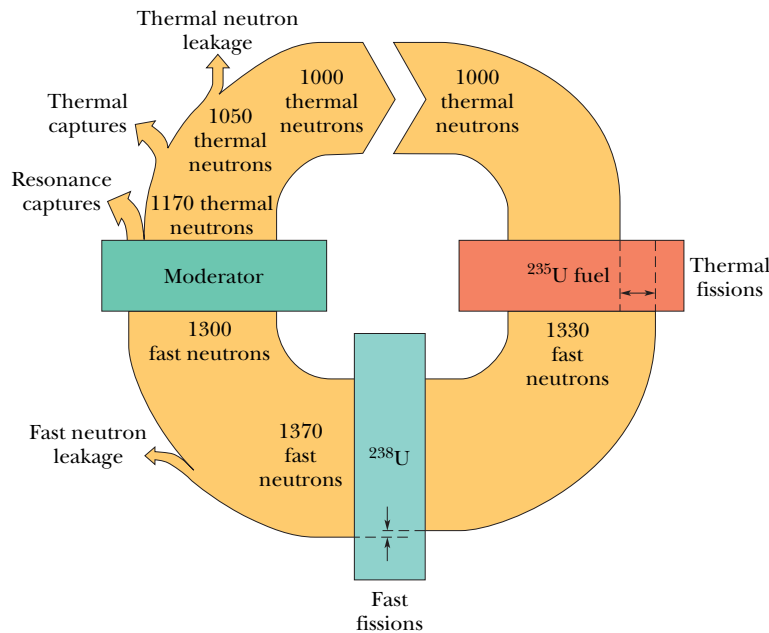 Thermal neutron
leakage
1000
thermal
neutrons
1000
thermal
neutrons
Thermal
captures
1050
thermal
neutrons
Resonance
captures
1170 thermal
neutrons
Moderator
²³⁵U fuel
Thermal
fissions
1300
fast neutrons
1330
fast
neutrons
Fast neutron
leakage
1370
fast
neutrons
²³⁸U
Fast
fissions